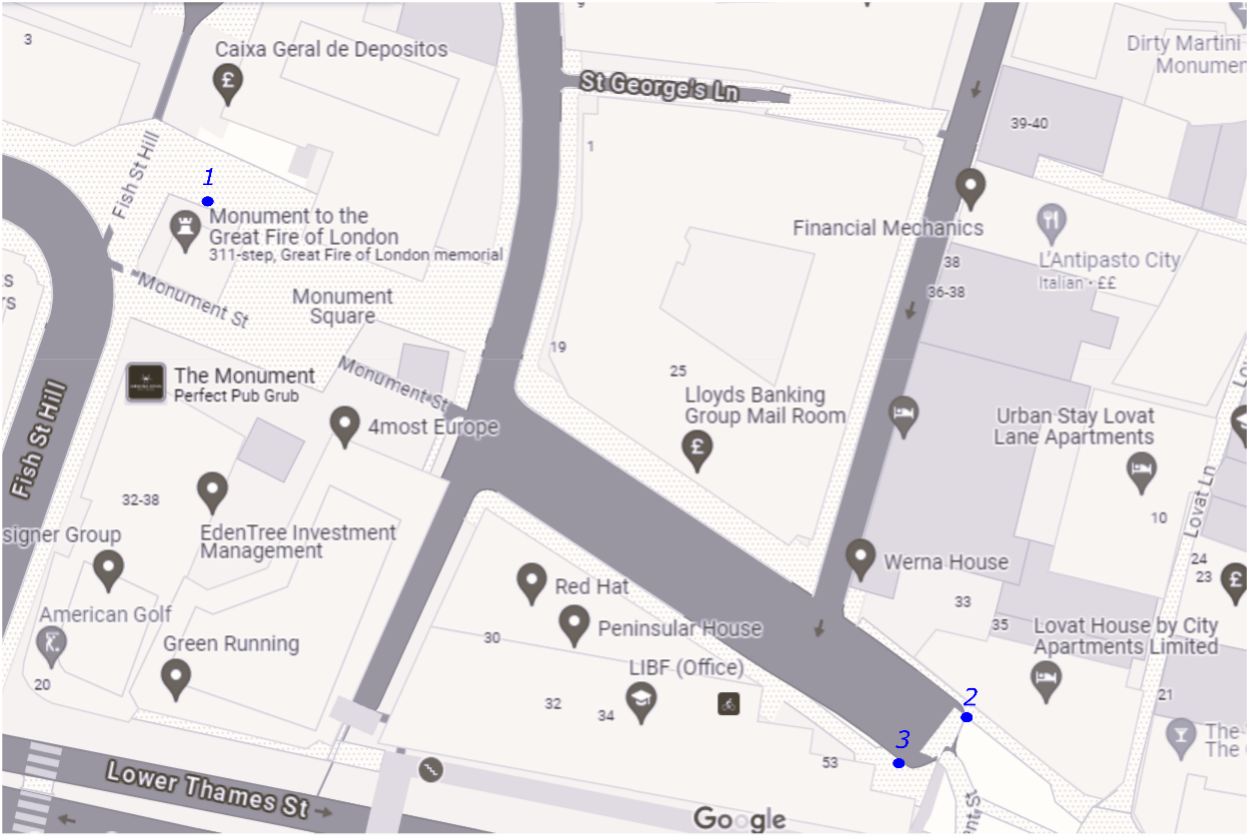 3
Caixa Geral de Depositos
£
9
Dirty Martini
Monumen
St George's Ln
39-40
1
Fish St Hill
1
Monument to the
Great Fire of London
311-step, Great Fire of London memorial
Financial Mechanics
L'Antipasto City
Italian · ££
38
36-38
Monument St
Monument
Square
19
25
The Monument
Perfect Pub Grub
Monument St
4most Europe
Lloyds Banking
Group Mail Room
£
Urban Stay Lovat
Lane Apartments
Fish St Hill
32-38
10
Lovat Ln
signer Group
EdenTree Investment
Management
24
23
£
Red Hat
Werna House
American Golf
Green Running
30
Peninsular House
33
35
Lovat House by City
Apartments Limited
LIBF (Office)
20
32
34
2
21
3
The
The
53
Lower Thames St
Google